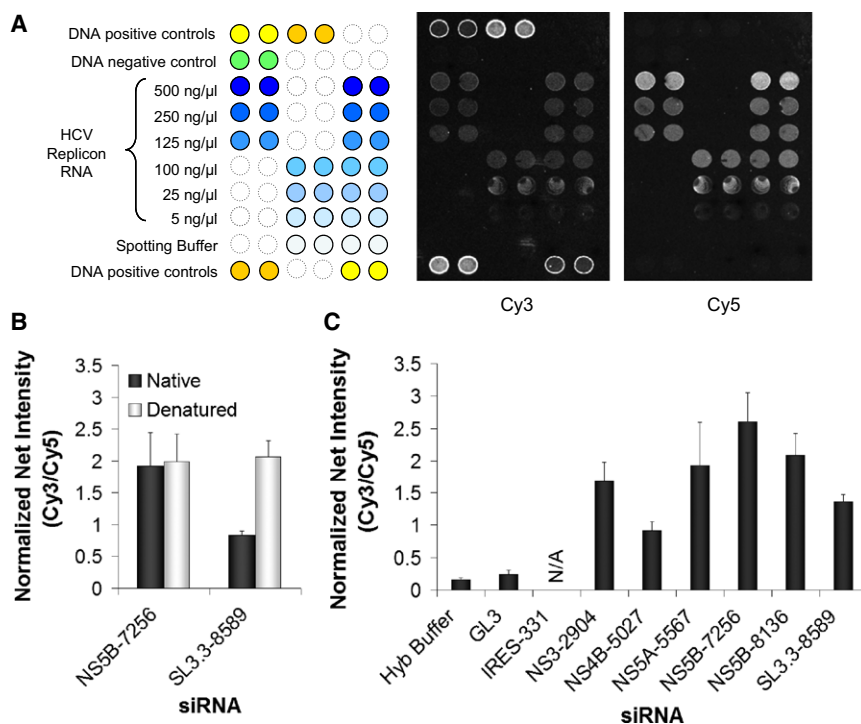 A
DNA positive controls
DNA negative control
HCV
Replicon
RNA
500 ng/µl
250 ng/µl
125 ng/µl
100 ng/µl
25 ng/µl
5 ng/µl
Spotting Buffer
DNA positive controls
Cy3
Cy5
B
Normalized Net Intensity
(Cy3/Cy5)
3.5
3
2.5
2
1.5
1
0.5
0
Native
Denatured
NS5B-7256
SL3.3-8589
siRNA
C
Normalized Net Intensity
(Cy3/Cy5)
3.5
3
2.5
2
1.5
1
0.5
0
N/A
Hyb Buffer
GL3
IRES-331
NS3-2904
NS4B-5027
NS5A-5567
NS5B-7256
NS5B-8136
SL3.3-8589
siRNA